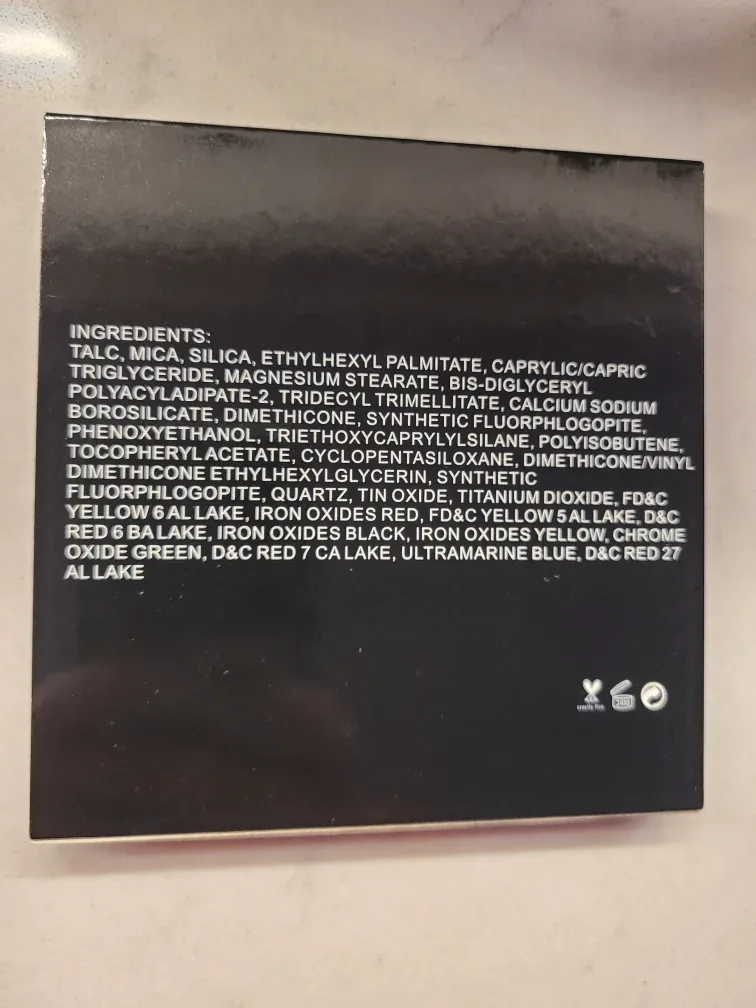 INGREDIENTS:
TALC, MICA, SILICA, ETHYLHEXYL PALMITATE, CAPRYLIC/CAPRIC
TRIGLYCERIDE, MAGNESIUM STEARATE, BIS-DIGLYCERYL
POLYACYLADIPATE-2, TRIDECYL TRIMELLITATE, CALCIUM SODIUM
BOROSILICATE, DIMETHICONE, SYNTHETIC FLUORPHLOGOPITE,
PHENOXYETHANOL, TRIETHOXYCAPRYLYLSILANE, POLYISOBUTENE,
TOCOPHERYL ACETATE, CYCLOPENTASILOXANE, DIMETHICONE/VINYL
DIMETHICONE ETHYLHEXYLGLYCERIN, SYNTHETIC
FLUORPHLOGOPITE, QUARTZ, TIN OXIDE, TITANIUM DIOXIDE, FD&C
YELLOW 6 AL LAKE, IRON OXIDES RED, FD&C YELLOW 5 AL LAKE, D&C
RED 6 BA LAKE, IRON OXIDES BLACK, IRON OXIDES YELLOW, CHROME
OXIDE GREEN, D&C RED 7 CA LAKE, ULTRAMARINE BLUE, D&C RED 27
AL LAKE
cruelty free 24M